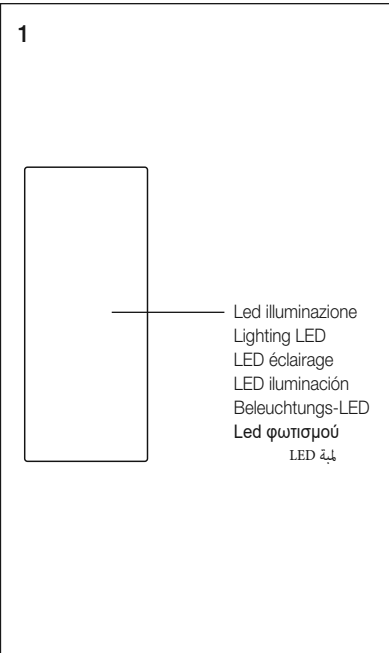 1
Led illuminazione
Lighting LED
LED éclairage
LED iluminación
Beleuchtungs-LED
Led φωτισμού
لمبة LED